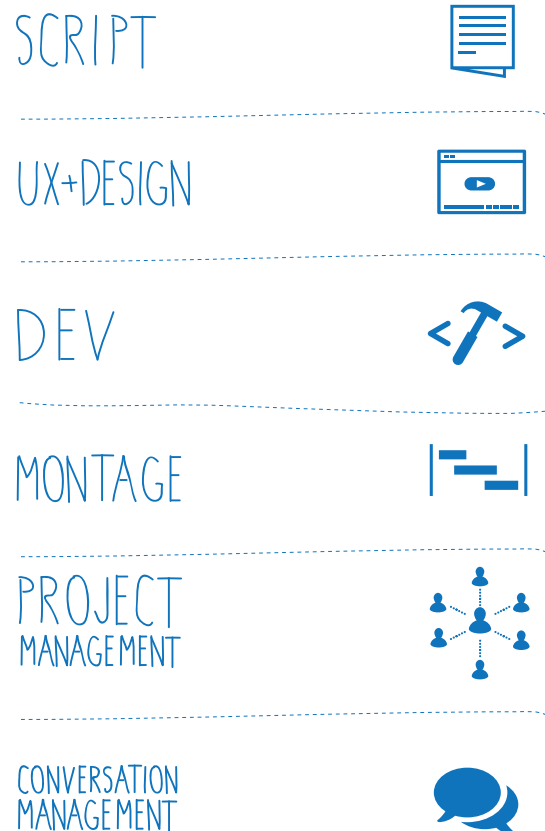 SCRIPT
UX+DESIGN
DEV
MONTAGE
PROJECT
MANAGEMENT
CONVERSATION
MANAGEMENT